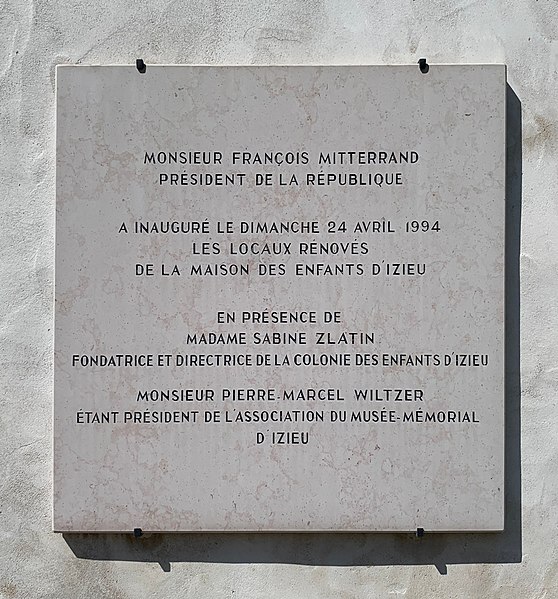 MONSIEUR FRANÇOIS MITTERRAND
PRÉSIDENT DE LA RÉPUBLIQUE
A INAUGURÉ LE DIMANCHE 24 AVRIL 1994
LES LOCAUX RÉNOVÉS
DE LA MAISON DES ENFANTS D'IZIEU
EN PRÉSENCE DE
MADAME SABINE ZLATIN
FONDATRICE ET DIRECTRICE DE LA COLONIE DES ENFANTS D'IZIEU
MONSIEUR PIERRE-MARCEL WILTZER
ÉTANT PRÉSIDENT DE L'ASSOCIATION DU MUSÉE-MÉMORIAL
D'IZIEU